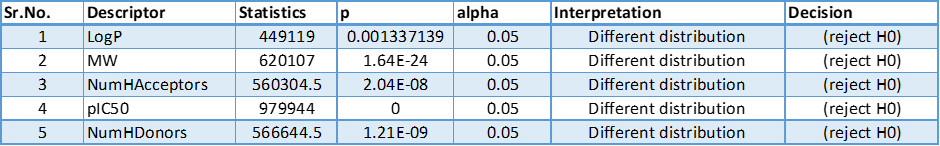 Sr.No. Descriptor Statistics p alpha Interpretation Decision
1 LogP 449119 0.001337139 0.05 Different distribution (reject H0)
2 MW 620107 1.64E-24 0.05 Different distribution (reject H0)
3 NumHAcceptors 560304.5 2.04E-08 0.05 Different distribution (reject H0)
4 pIC50 979944 0 0.05 Different distribution (reject H0)
5 NumHDonors 566644.5 1.21E-09 0.05 Different distribution (reject H0)